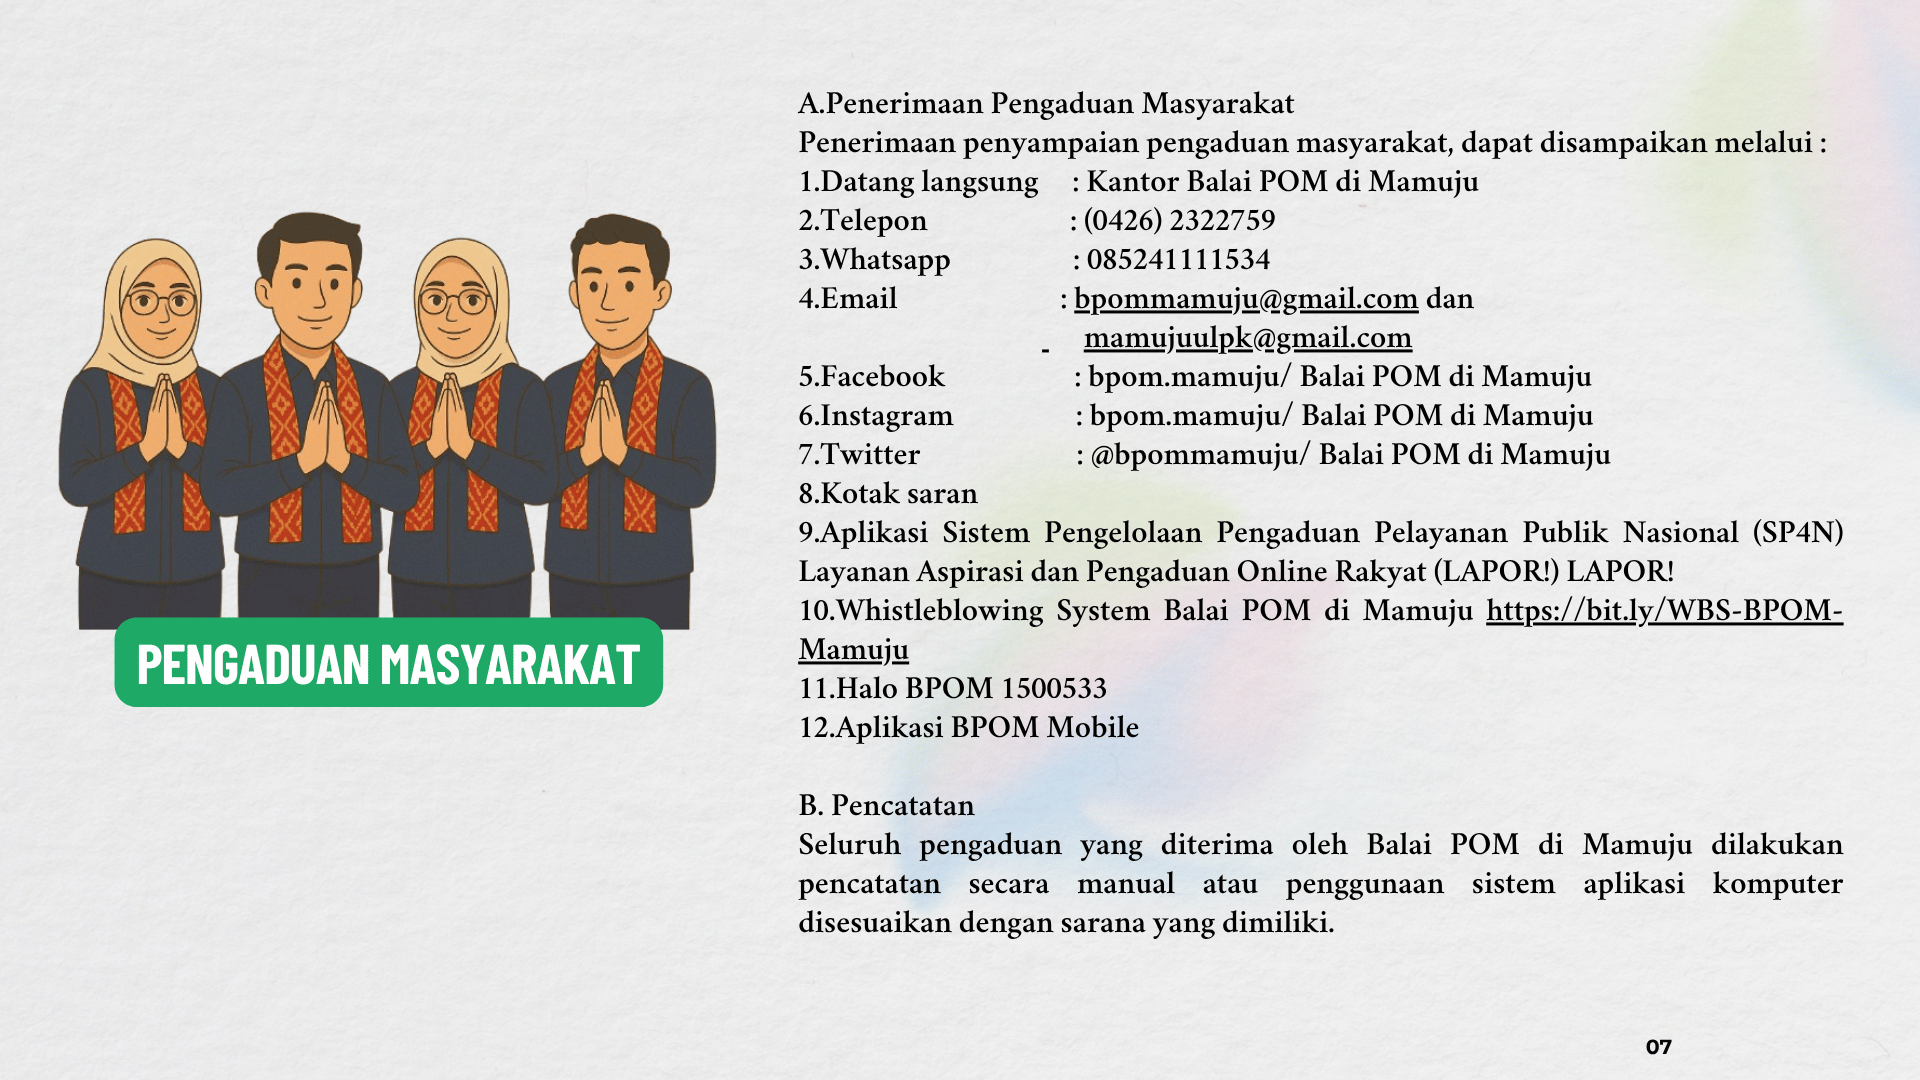 A.Penerimaan Pengaduan Masyarakat
Penerimaan penyampaian pengaduan masyarakat, dapat disampaikan melalui :
1.Datang langsung : Kantor Balai POM di Mamuju
2.Telepon : (0426) 2322759
3.Whatsapp : 085241111534
4.Email : bpommamuju@gmail.com dan
mamujuulpk@gmail.com
5.Facebook : bpom.mamuju/ Balai POM di Mamuju
6.Instagram : bpom.mamuju/ Balai POM di Mamuju
7.Twitter : @bpommamuju/ Balai POM di Mamuju
8.Kotak saran
9.Aplikasi Sistem Pengelolaan Pengaduan Pelayanan Publik Nasional (SP4N)
Layanan Aspirasi dan Pengaduan Online Rakyat (LAPOR!) LAPOR!
10.Whistleblowing System Balai POM di Mamuju https://bit.ly/WBS-BPOM-
Mamuju
11.Halo BPOM 1500533
12.Aplikasi BPOM Mobile
B. Pencatatan
Seluruh pengaduan yang diterima oleh Balai POM di Mamuju dilakukan
pencatatan secara manual atau penggunaan sistem aplikasi komputer
disesuaikan dengan sarana yang dimiliki.
PENGADUAN MASYARAKAT
07